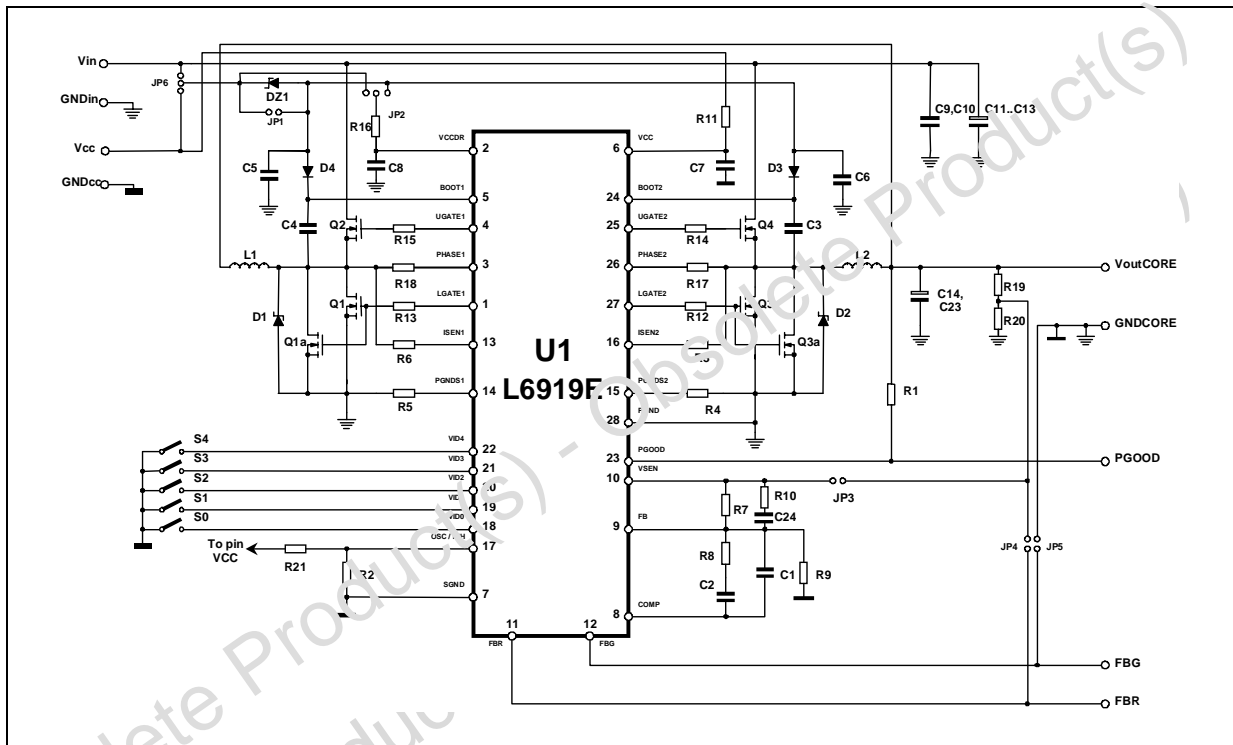 Vin
JP6
GNDin
Vcc
GNDcc
DZ1
JP1
JP2
R16
C5
D4
C8
VCCDR
2
BOOT1
5
C4
Q2
UGATE1
4
R15
L1
PHASE1
3
R18
Q1
LGATE1
1
R13
D1
Q1a
ISEN1
13
R6
PGNDS1
14
R5
S4
VID4
22
S3
VID3
21
S2
VID2
S1
19
S0
18
17
To pin
VCC
R21
R2
SGND
7
U1
11
FBR
12
FBG
R11
VCC
6
C7
D3
C6
BOOT2
24
UGATE2
25
R14
Q4
C3
PHASE2
26
R17
LGATE2
27
R12
ISEN2
16
Q3a
D2
15
R4
28
PGOOD
23
VSEN
10
R7
R10
C24
JP3
FB
9
R8
C2
C1
R9
COMP
8
C9,C10
C11..C13
C14,
C23
R19
R20
R1
JP4
JP5
VoutCORE
GNDCORE
PGOOD
FBG
FBR
Obsolete Product(s)
Product(s) -